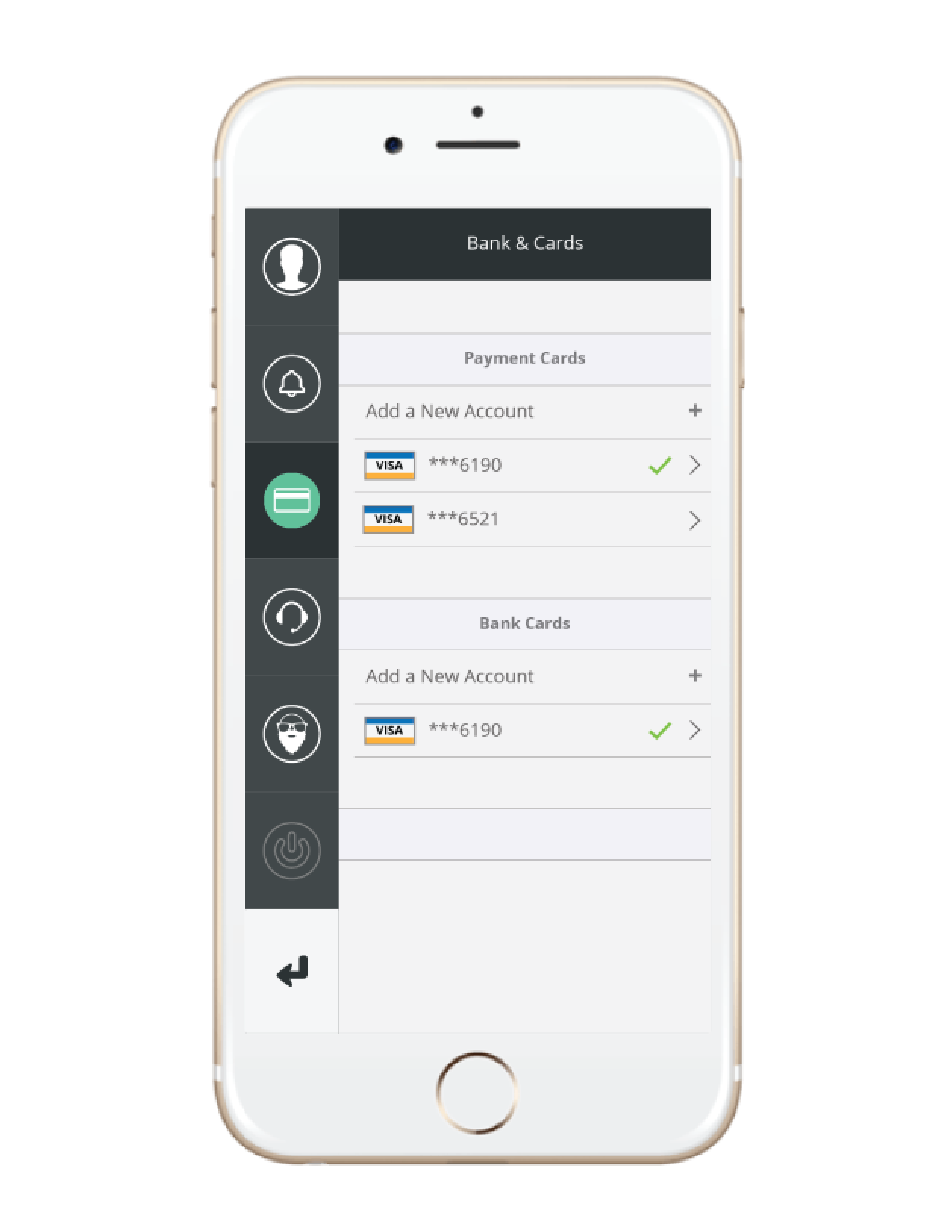 Bank & Cards
Payment Cards
Add a New Account +
VISA ***6190
VISA ***6521
Bank Cards
Add a New Account +
VISA ***6190